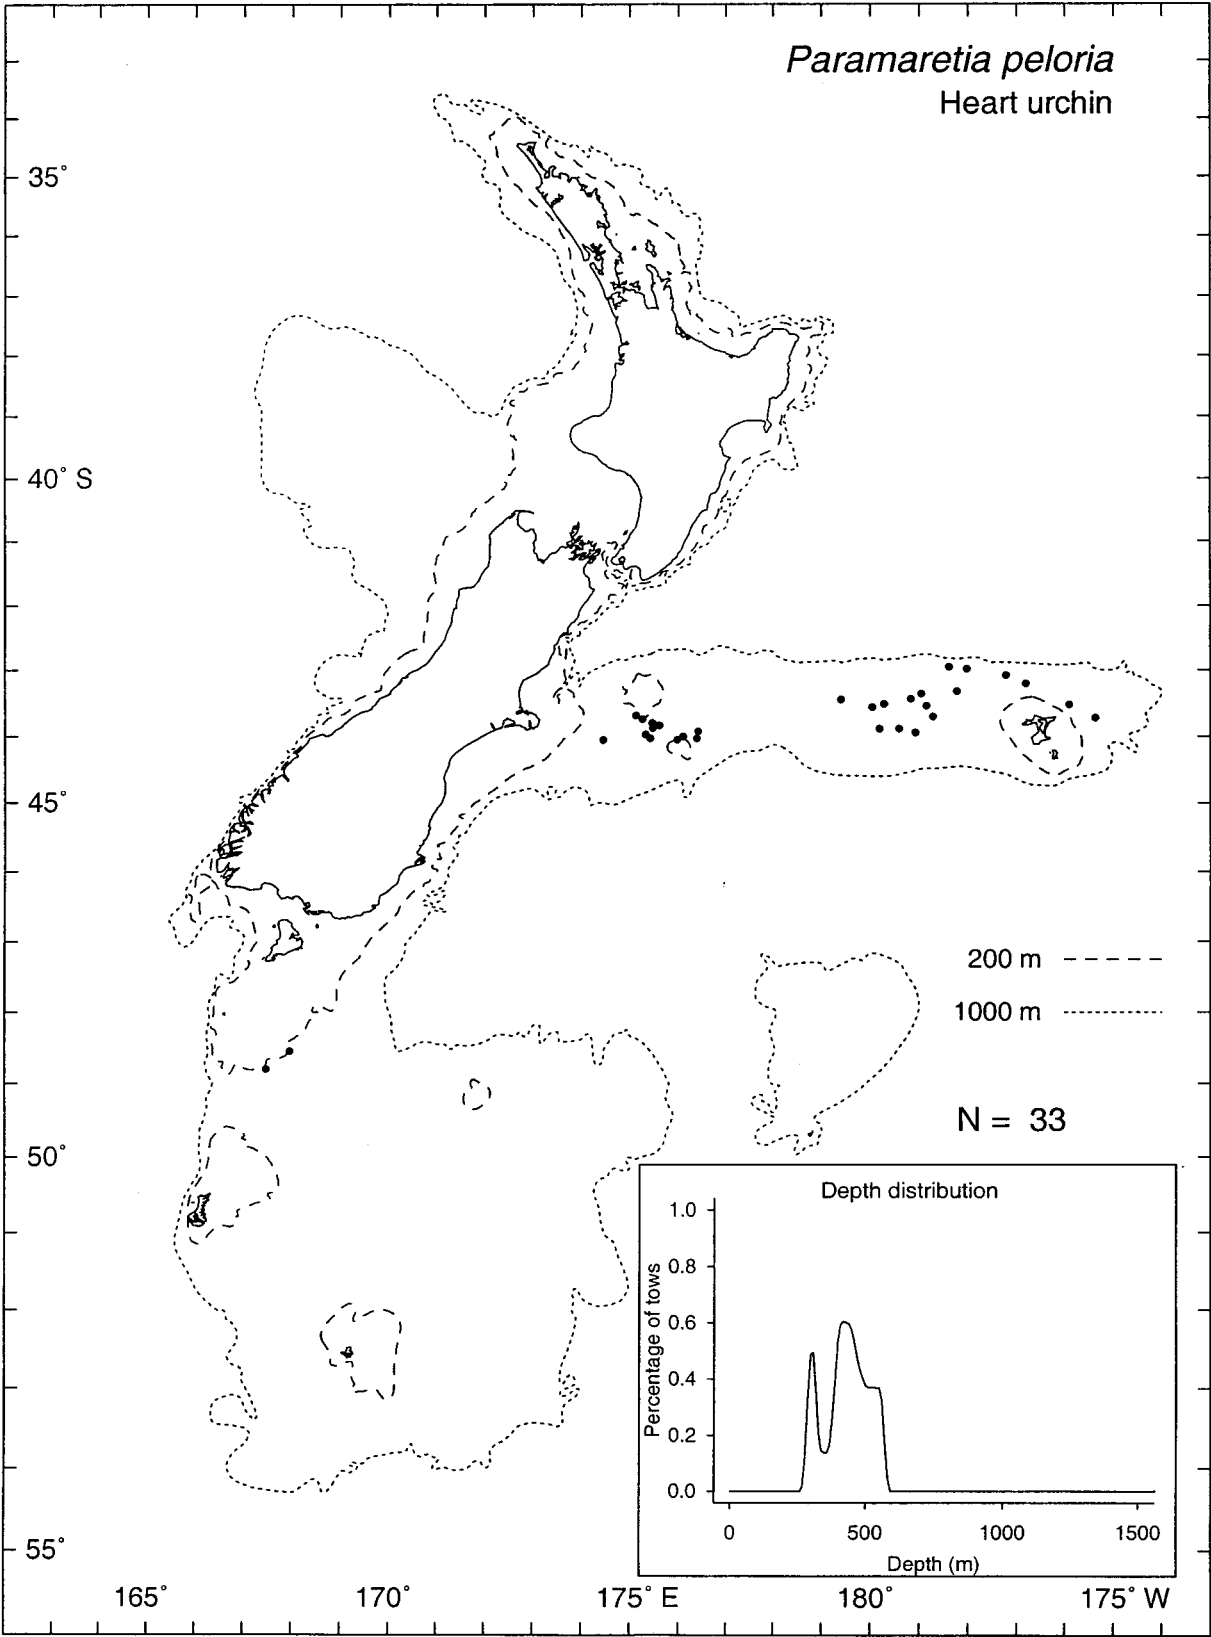 Paramaretia peloria
Heart urchin
35°
40° S
45°
200 m
1000 m
N = 33
50°
Depth distribution
Percentage of tows
1.0
0.8
0.6
0.4
0.2
0.0
0 500 1000 1500
Depth (m)
55°
165° 170° 175° E 180° 175° W